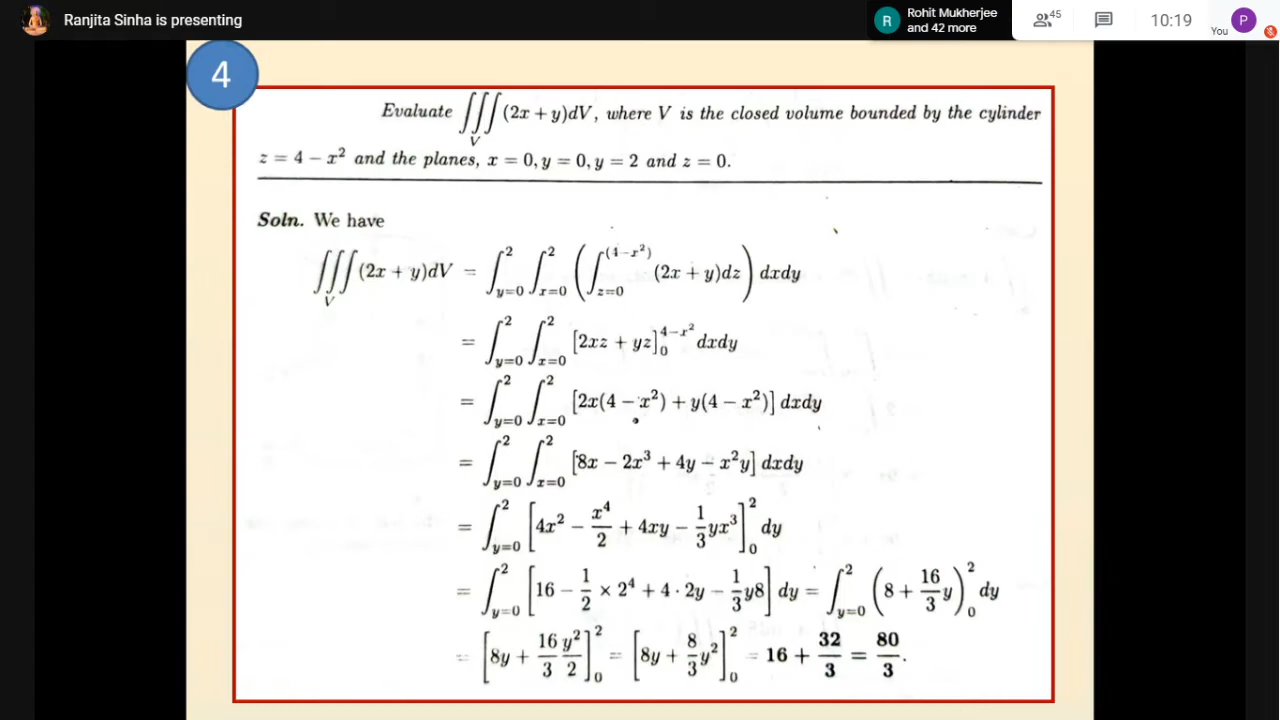 Ranjita Sinha is presenting
R Rohit Mukherjee and 42 more
45
10:19
You P
4
Evaluate ∭_V (2x + y)dV, where V is the closed volume bounded by the cylinder
z = 4 − x² and the planes, x = 0, y = 0, y = 2 and z = 0.
Soln. We have
∭_V (2x + y)dV = ∫_{y=0}^{2} ∫_{x=0}^{2} ( ∫_{z=0}^{(4−x²)} (2x + y)dz ) dxdy
= ∫_{y=0}^{2} ∫_{x=0}^{2} [2xz + yz]_0^{4−x²} dxdy
= ∫_{y=0}^{2} ∫_{x=0}^{2} [2x(4 − x²) + y(4 − x²)] dxdy
= ∫_{y=0}^{2} ∫_{x=0}^{2} [8x − 2x³ + 4y − x²y] dxdy
= ∫_{y=0}^{2} [4x² − x⁴/2 + 4xy − 1/3 yx³]_0^2 dy
= ∫_{y=0}^{2} [16 − 1/2 × 2⁴ + 4 · 2y − 1/3 y8] dy = ∫_{y=0}^{2} (8 + 16/3 y)_0^2 dy
= [8y + 16/3 y²/2]_0^2 = [8y + 8/3 y²]_0^2 = 16 + 32/3 = 80/3.